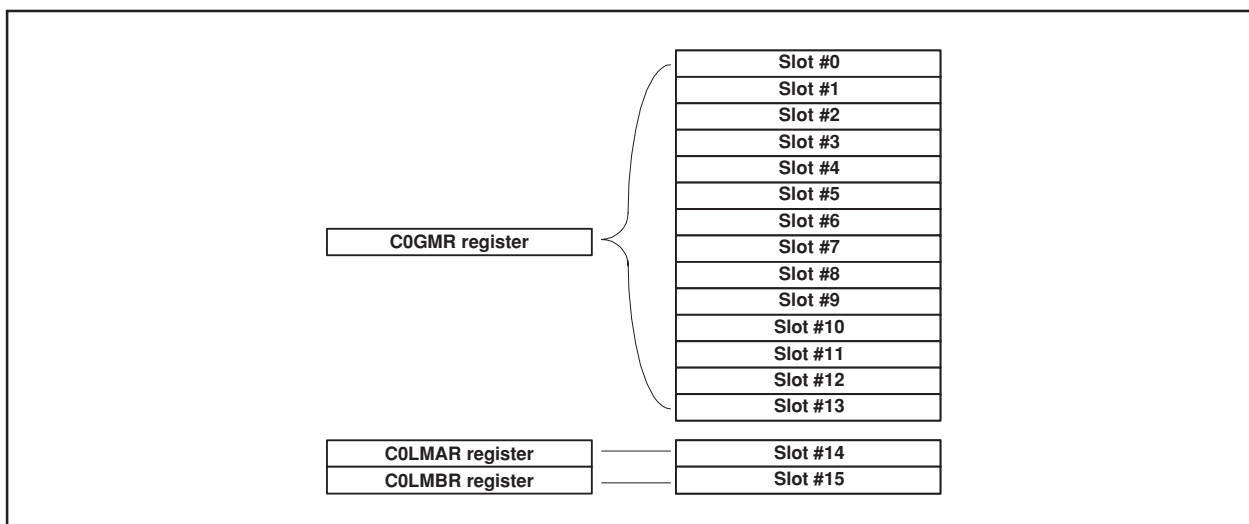 Slot #0
Slot #1
Slot #2
Slot #3
Slot #4
Slot #5
Slot #6
C0GMR register
Slot #7
Slot #8
Slot #9
Slot #10
Slot #11
Slot #12
Slot #13
C0LMAR register
Slot #14
C0LMBR register
Slot #15